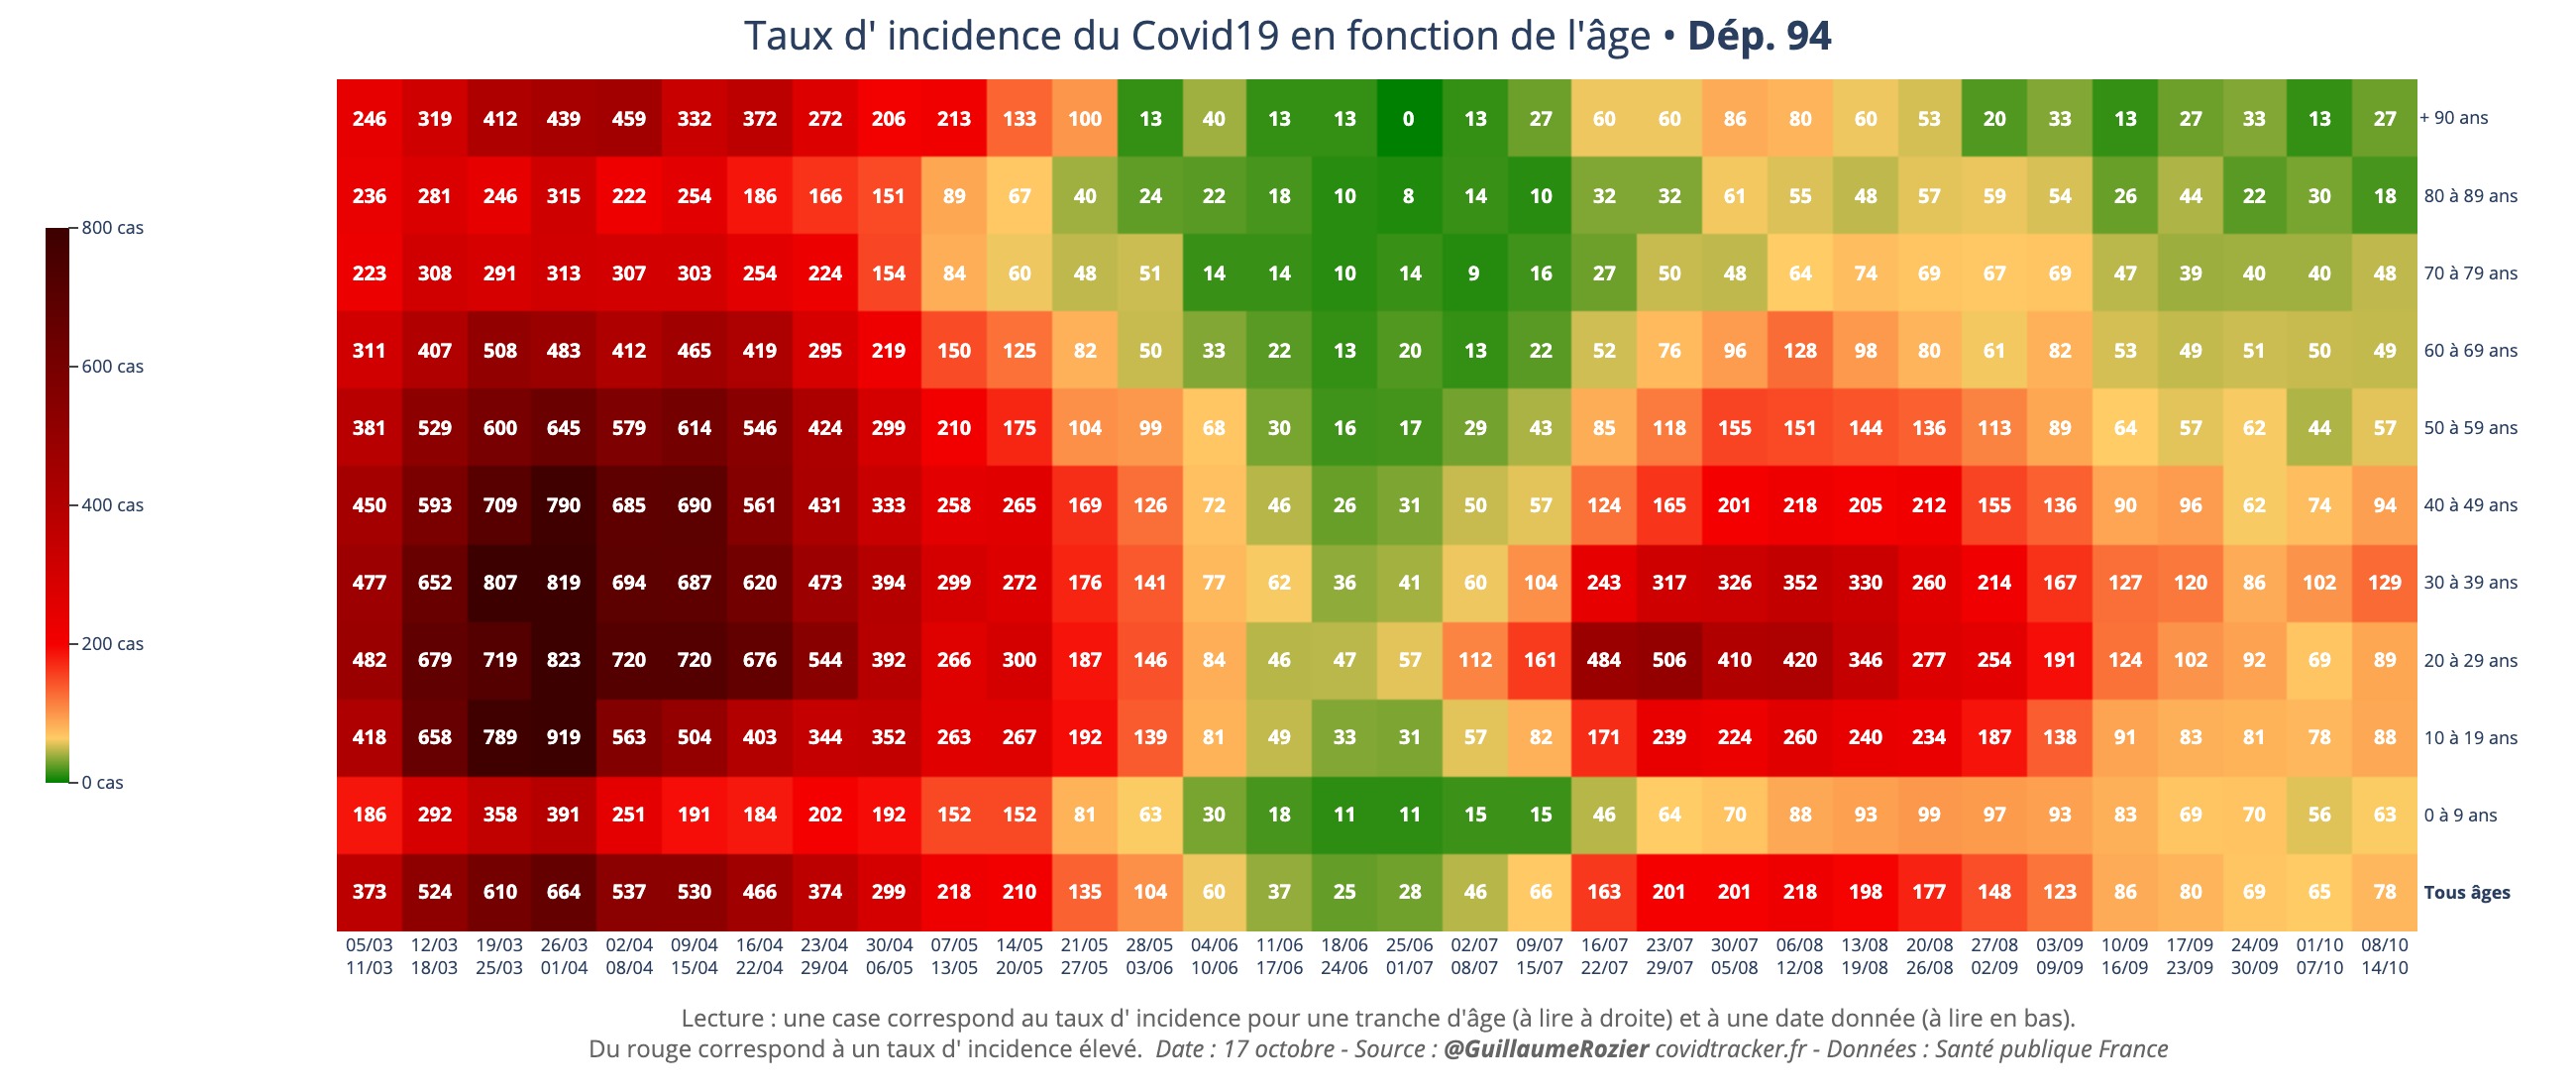 Taux d' incidence du Covid19 en fonction de l'âge • Dép. 94
800 cas
600 cas
400 cas
200 cas
0 cas
246 319 412 439 459 332 372 272 206 213 133 100 13 40 13 13 0 13 27 60 60 86 80 60 53 20 33 13 27 33 13 27 + 90 ans
236 281 246 315 222 254 186 166 151 89 67 40 24 22 18 10 8 14 10 32 32 61 55 48 57 59 54 26 44 22 30 18 80 à 89 ans
223 308 291 313 307 303 254 224 154 84 60 48 51 14 14 10 14 9 16 27 50 48 64 74 69 67 69 47 39 40 40 48 70 à 79 ans
311 407 508 483 412 465 419 295 219 150 125 82 50 33 22 13 20 13 22 52 76 96 128 98 80 61 82 53 49 51 50 49 60 à 69 ans
381 529 600 645 579 614 546 424 299 210 175 104 99 68 30 16 17 29 43 85 118 155 151 144 136 113 89 64 57 62 44 57 50 à 59 ans
450 593 709 790 685 690 561 431 333 258 265 169 126 72 46 26 31 50 57 124 165 201 218 205 212 155 136 90 96 62 74 94 40 à 49 ans
477 652 807 819 694 687 620 473 394 299 272 176 141 77 62 36 41 60 104 243 317 326 352 330 260 214 167 127 120 86 102 129 30 à 39 ans
482 679 719 823 720 720 676 544 392 266 300 187 146 84 46 47 57 112 161 484 506 410 420 346 277 254 191 124 102 92 69 89 20 à 29 ans
418 658 789 919 563 504 403 344 352 263 267 192 139 81 49 33 31 57 82 171 239 224 260 240 234 187 138 91 83 81 78 88 10 à 19 ans
186 292 358 391 251 191 184 202 192 152 152 81 63 30 18 11 11 15 15 46 64 70 88 93 99 97 93 83 69 70 56 63 0 à 9 ans
373 524 610 664 537 530 466 374 299 218 210 135 104 60 37 25 28 46 66 163 201 201 218 198 177 148 123 86 80 69 65 78 Tous âges
05/03 12/03 19/03 26/03 02/04 09/04 16/04 23/04 30/04 07/05 14/05 21/05 28/05 04/06 11/06 18/06 25/06 02/07 09/07 16/07 23/07 30/07 06/08 13/08 20/08 27/08 03/09 10/09 17/09 24/09 01/10 08/10
11/03 18/03 25/03 01/04 08/04 15/04 22/04 29/04 06/05 13/05 20/05 27/05 03/06 10/06 17/06 24/06 01/07 08/07 15/07 22/07 29/07 05/08 12/08 19/08 26/08 02/09 09/09 16/09 23/09 30/09 07/10 14/10
Lecture : une case correspond au taux d' incidence pour une tranche d'âge (à lire à droite) et à une date donnée (à lire en bas).
Du rouge correspond à un taux d' incidence élevé. Date : 17 octobre - Source : @GuillaumeRozier covidtracker.fr - Données : Santé publique France